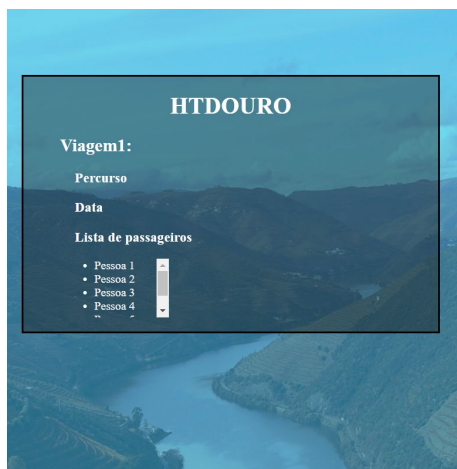 HTDOURO
Viagem1:
Percurso
Data
Lista de passageiros
Pessoa 1
Pessoa 2
Pessoa 3
Pessoa 4